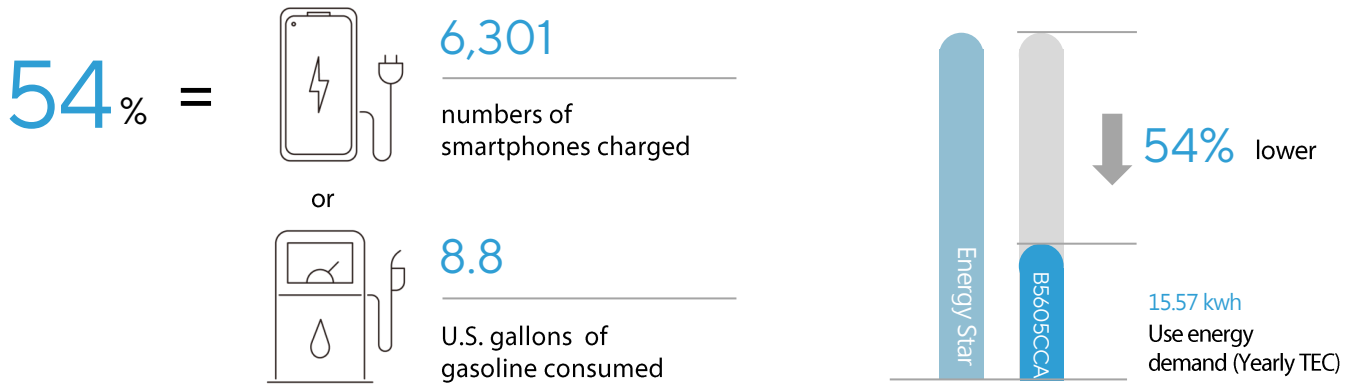 54 % =
6,301
numbers of
smartphones charged
or
8.8
U.S. gallons of
gasoline consumed
Energy Star
B5605CCA
54% lower
15.57 kwh
Use energy
demand (Yearly TEC)